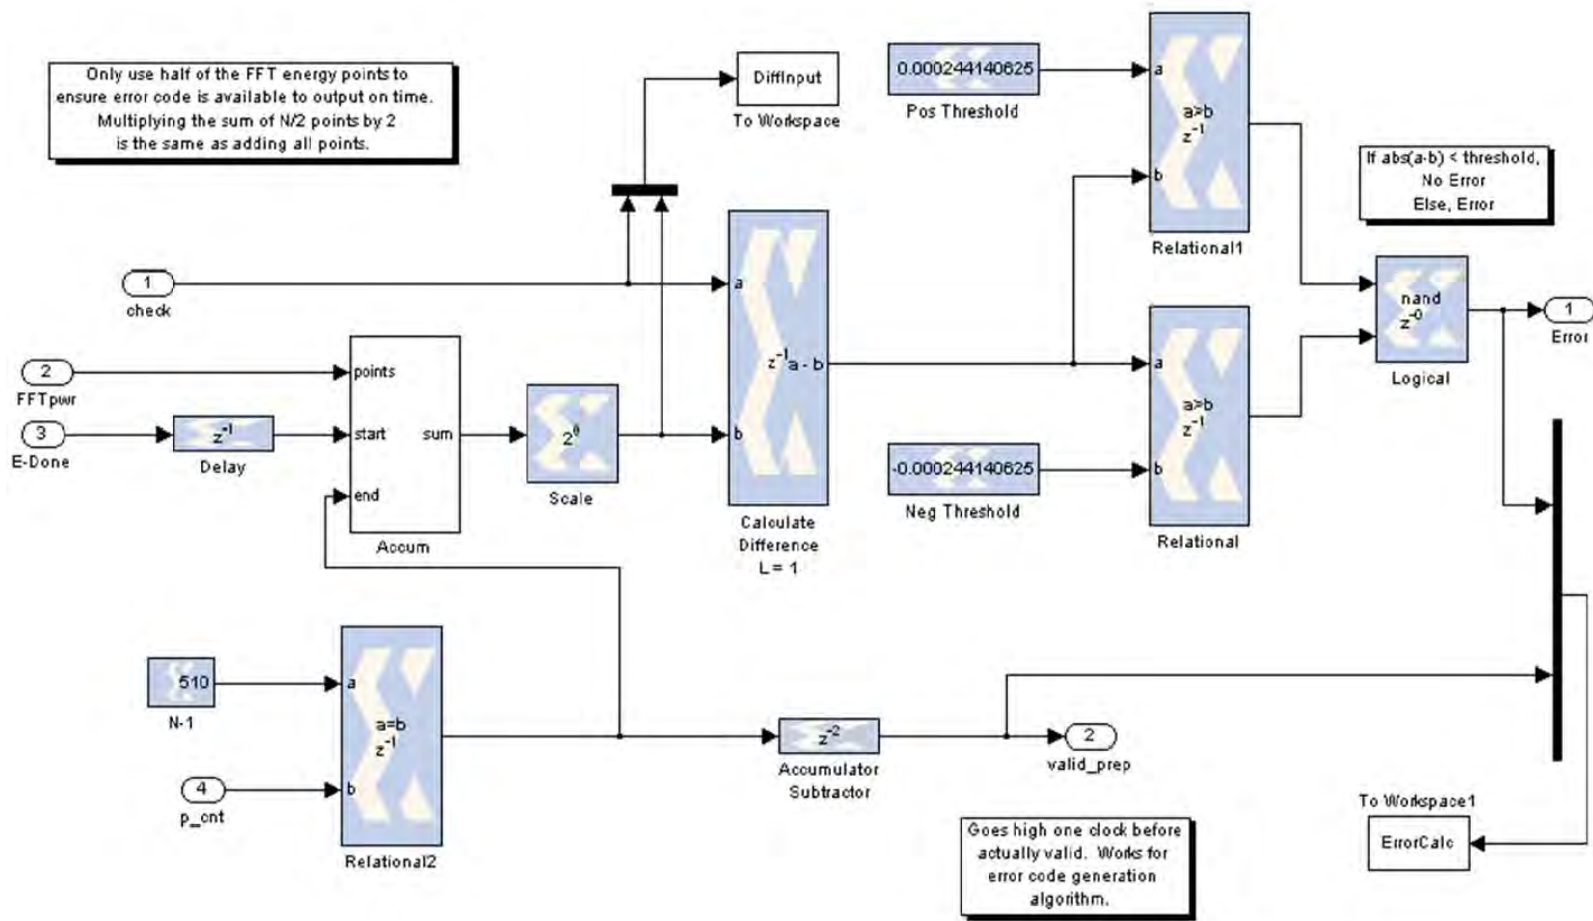 Only use half of the FFT energy points to
ensure error code is available to output on time.
Multiplying the sum of N/2 points by 2
is the same as adding all points.
DiffInput
To Workspace
0.000244140625
Pos Threshold
a
a>b
z^-1
b
Relational1
If abs(a-b) < threshold,
No Error
Else, Error
1
check
a
z^-1 a - b
b
Calculate
Difference
L = 1
2
FFTpwr
3
E-Done
z^-1
Delay
points
start
sum
end
Accum
Scale
a
a>b
z^-1
b
Relational
-0.000244140625
Neg Threshold
nand
z^-0
Logical
1
Error
510
N-1
4
p_cnt
a
a=b
z^-1
b
Relational2
z^-2
Accumulator
Subtractor
2
valid_prep
Goes high one clock before
actually valid. Works for
error code generation
algorithm.
To Workspace1
ErrorCalc